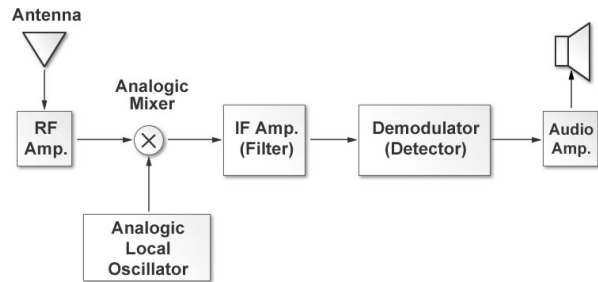 Antenna
Analogic
Mixer
RF
Amp.
IF Amp.
(Filter)
Demodulator
(Detector)
Audio
Amp.
Analogic
Local
Oscillator